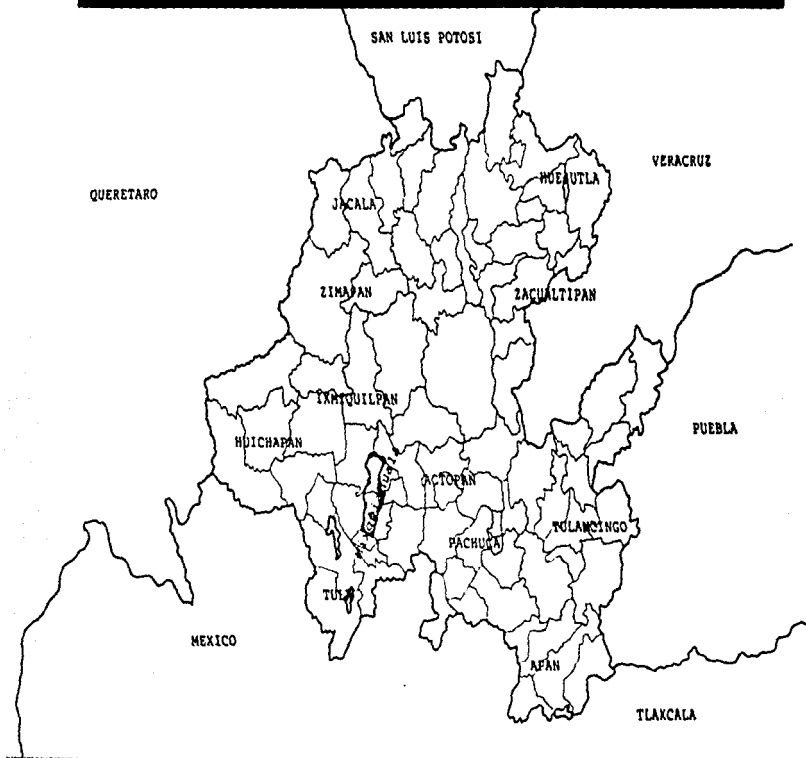 SAN LUIS POTOSI
VERACRUZ
QUERETARO
HUEJUTLA
JACALA
ZIMAPAN
ZACUALTIPAN
IXMIQUILPAN
PUEBLA
HUICHAPAN
ACTOPAN
TULANCINGO
PACHUCA
TULA
MEXICO
APAN
TLAXCALA